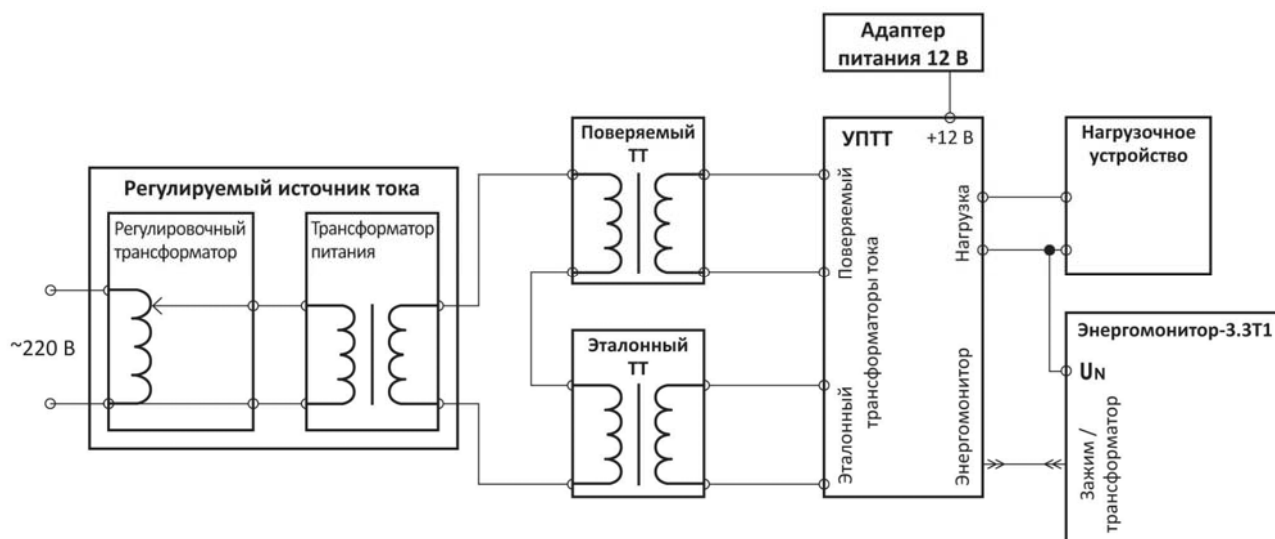 Адаптер
питания 12 В
Поверяемый
ТТ
УПТТ
+12 В
Нагрузочное
устройство
Регулируемый источник тока
Регулировочный
трансформатор
Трансформатор
питания
~220 В
Поверяемый
Эталонный
трансформаторы тока
Нагрузка
Энергомонитор
Эталонный
ТТ
Энергомонитор-3.3Т1
UN
Зажим /
трансформатор